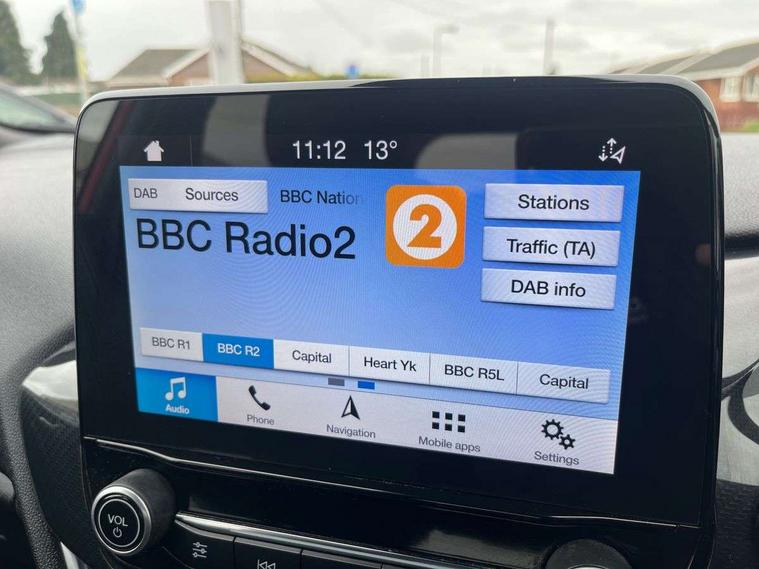 11:12 13°
DAB Sources BBC Nation
2
Stations
BBC Radio2
Traffic (TA)
DAB info
BBC R1 BBC R2 Capital Heart Yk BBC R5L Capital
Audio Phone Navigation Mobile apps Settings
VOL